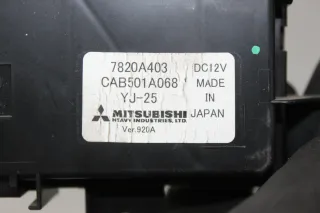 7820A403 DC12V
CAB501A068 MADE
YJ-25 IN
MITSUBISHI JAPAN
HEAVY INDUSTRIES, LTD.
Ver.920A